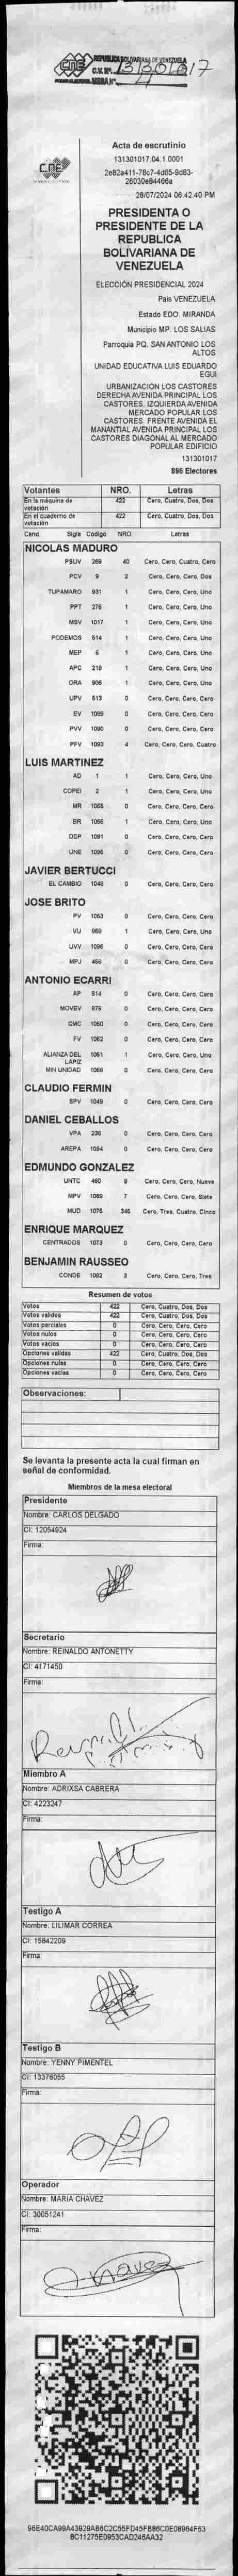 CNE
REPUBLICA BOLIVARIANA DE VENEZUELA
C.V. Nº 131301017
MESA Nº 4
CNE
Acta de escrutinio
131301017.04.1.0001
26030e84466a
28/07/2024 06:42:40 PM
PRESIDENTA O
PRESIDENTE DE LA
REPUBLICA
BOLIVARIANA DE
VENEZUELA
ELECCIÓN PRESIDENCIAL 2024
Pais VENEZUELA
Estado EDO. MIRANDA
Municipio MP. LOS SALIAS
Parroquia PQ. SAN ANTONIO LOS
ALTOS
UNIDAD EDUCATIVA LUIS EDUARDO
EGUI
URBANIZACIÓN LOS CASTORES
DERECHA AVENIDA PRINCIPAL LOS
CASTORES. IZQUIERDA AVENIDA
MERCADO POPULAR LOS
CASTORES. FRENTE AVENIDA EL
MANANTIAL AVENIDA PRINCIPAL LOS
CASTORES DIAGONAL AL MERCADO
POPULAR EDIFICIO
131301017
896 Electores
Votantes NRO. Letras
En la máquina de votación 422 Cero, Cuatro, Dos, Dos
En el cuaderno de votación 422 Cero, Cuatro, Dos, Dos
Cand. Sigla Código NRO. Letras
NICOLAS MADURO
PSUV 269 40 Cero, Cero, Cuatro, Cero
PCV 9 2 Cero, Cero, Cero, Dos
TUPAMARO 931 1 Cero, Cero, Cero, Uno
PPT 276 1 Cero, Cero, Cero, Uno
MSV 1017 1 Cero, Cero, Cero, Uno
PODEMOS 514 1 Cero, Cero, Cero, Uno
MEP 6 1 Cero, Cero, Cero, Uno
APC 219 1 Cero, Cero, Cero, Uno
ORA 906 1 Cero, Cero, Cero, Uno
UPV 513 0 Cero, Cero, Cero, Cero
EV 1089 0 Cero, Cero, Cero, Cero
PVV 1090 0 Cero, Cero, Cero, Cero
PFV 1093 4 Cero, Cero, Cero, Cuatro
LUIS MARTINEZ
AD 1 1 Cero, Cero, Cero, Uno
COPEI 2 1 Cero, Cero, Cero, Uno
MR 1065 0 Cero, Cero, Cero, Cero
BR 1066 1 Cero, Cero, Cero, Uno
DDP 1091 0 Cero, Cero, Cero, Cero
UNE 1095 0 Cero, Cero, Cero, Cero
JAVIER BERTUCCI
EL CAMBIO 1048 0 Cero, Cero, Cero, Cero
JOSE BRITO
PV 1053 0 Cero, Cero, Cero, Cero
VU 969 1 Cero, Cero, Cero, Uno
UVV 1096 0 Cero, Cero, Cero, Cero
MPJ 458 0 Cero, Cero, Cero, Cero
ANTONIO ECARRI
AP 914 0 Cero, Cero, Cero, Cero
MOVEV 979 0 Cero, Cero, Cero, Cero
CMC 1060 0 Cero, Cero, Cero, Cero
FV 1062 0 Cero, Cero, Cero, Cero
ALIANZA DEL LAPIZ 1051 1 Cero, Cero, Cero, Uno
MIN UNIDAD 1068 0 Cero, Cero, Cero, Cero
CLAUDIO FERMIN
SPV 1049 0 Cero, Cero, Cero, Cero
DANIEL CEBALLOS
VPA 236 0 Cero, Cero, Cero, Cero
AREPA 1094 0 Cero, Cero, Cero, Cero
EDMUNDO GONZALEZ
UNTC 460 9 Cero, Cero, Cero, Nueve
MPV 1069 7 Cero, Cero, Cero, Siete
MUD 1075 345 Cero, Tres, Cuatro, Cinco
ENRIQUE MARQUEZ
CENTRADOS 1073 0 Cero, Cero, Cero, Cero
BENJAMIN RAUSSEO
CONDE 1092 3 Cero, Cero, Cero, Tres
Resumen de votos
Votos 422 Cero, Cuatro, Dos, Dos
Votos validos 422 Cero, Cuatro, Dos, Dos
Votos parciales 0 Cero, Cero, Cero, Cero
Votos nulos 0 Cero, Cero, Cero, Cero
Votos vacios 0 Cero, Cero, Cero, Cero
Opciones validas 422 Cero, Cuatro, Dos, Dos
Opciones nulas 0 Cero, Cero, Cero, Cero
Opciones vacias 0 Cero, Cero, Cero, Cero
Observaciones:
Se levanta la presente acta la cual firman en
señal de conformidad.
Miembros de la mesa electoral
Presidente
Nombre: CARLOS DELGADO
CI: 12054924
Firma:
Secretario
Nombre: REINALDO ANTONETTY
CI: 4171450
Firma:
Miembro A
Nombre: ADRIXSA CABRERA
CI: 4223247
Firma:
Testigo A
Nombre: LILIMAR CORREA
CI: 15842209
Firma:
Testigo B
Nombre: YENNY PIMENTEL
CI: 13376055
Firma:
Operador
Nombre: MARIA CHAVEZ
CI: 30051241
Firma:
Chavez
96E40CA99A43929AB6C2C55FD45FB86C0E08964F63
BC11275E0953CAD246AA32